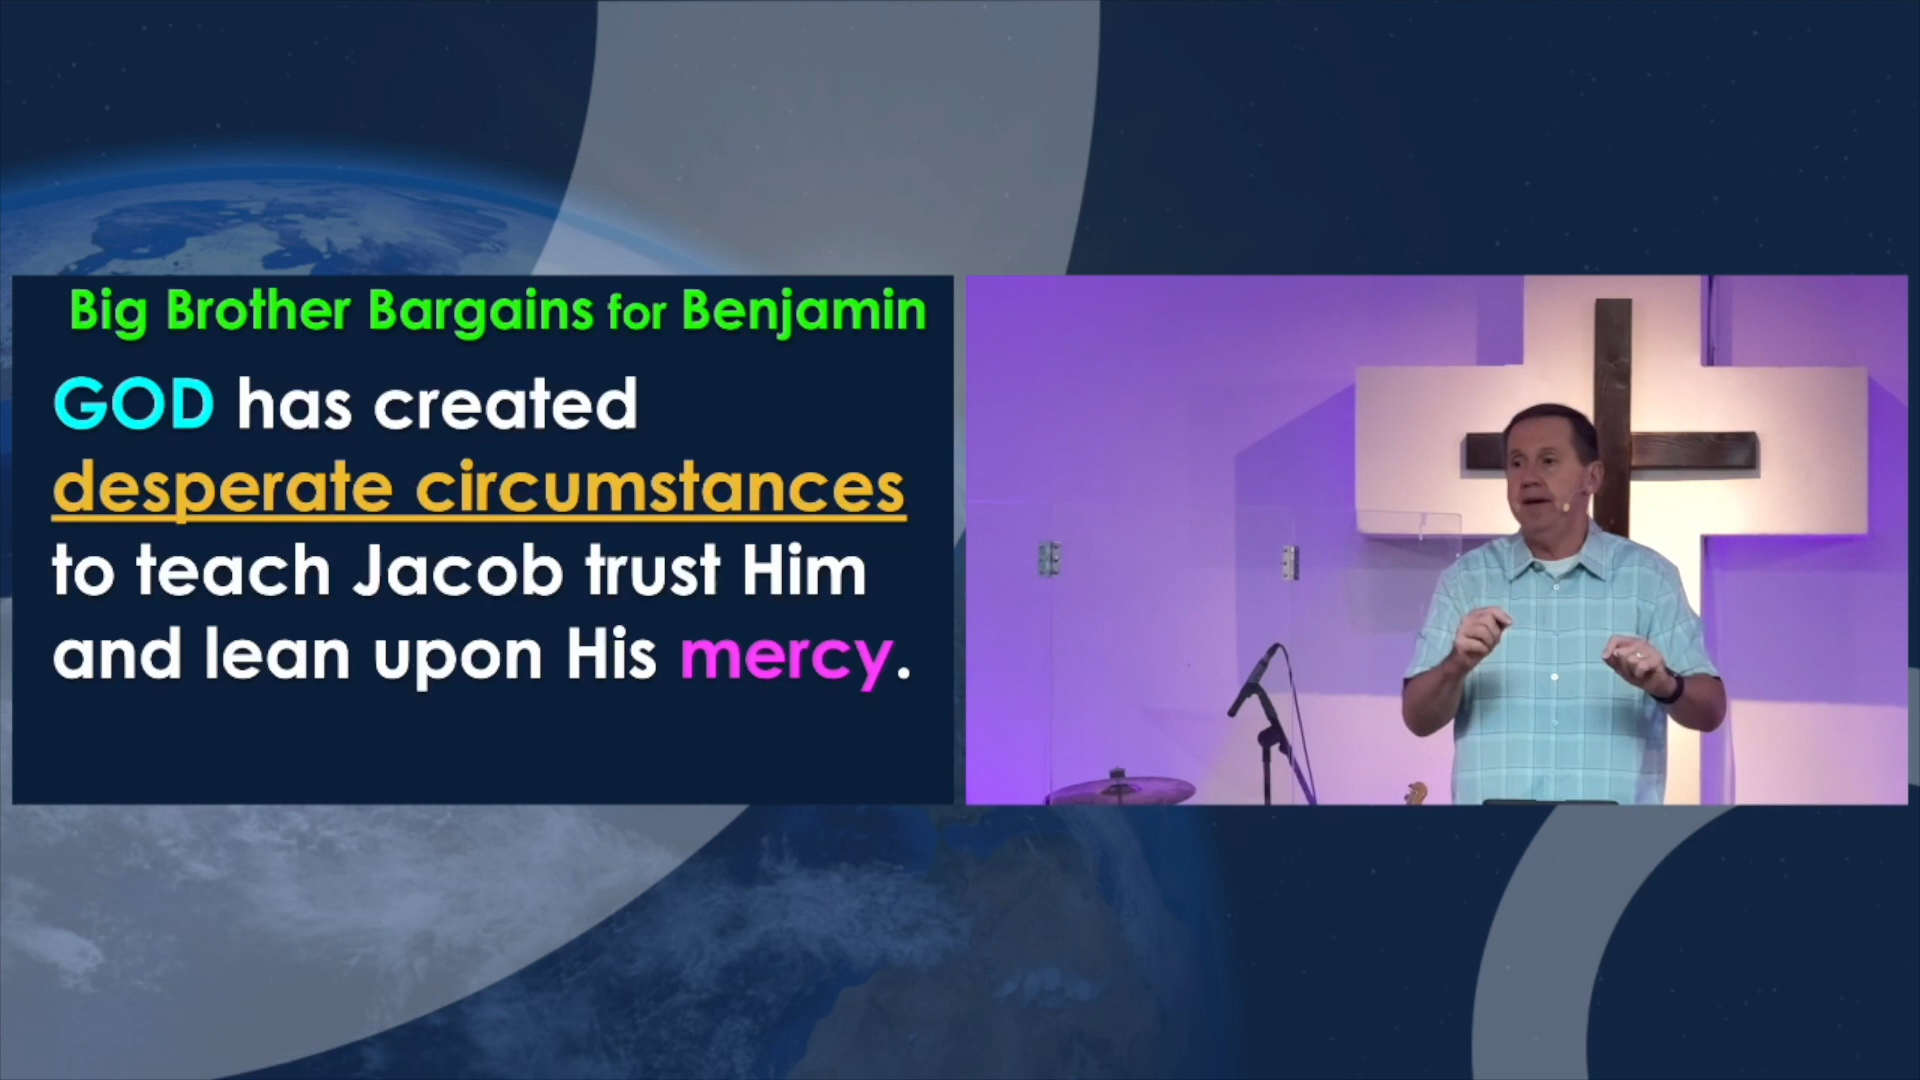 Big Brother Bargains for Benjamin
GOD has created
desperate circumstances
to teach Jacob trust Him
and lean upon His mercy.